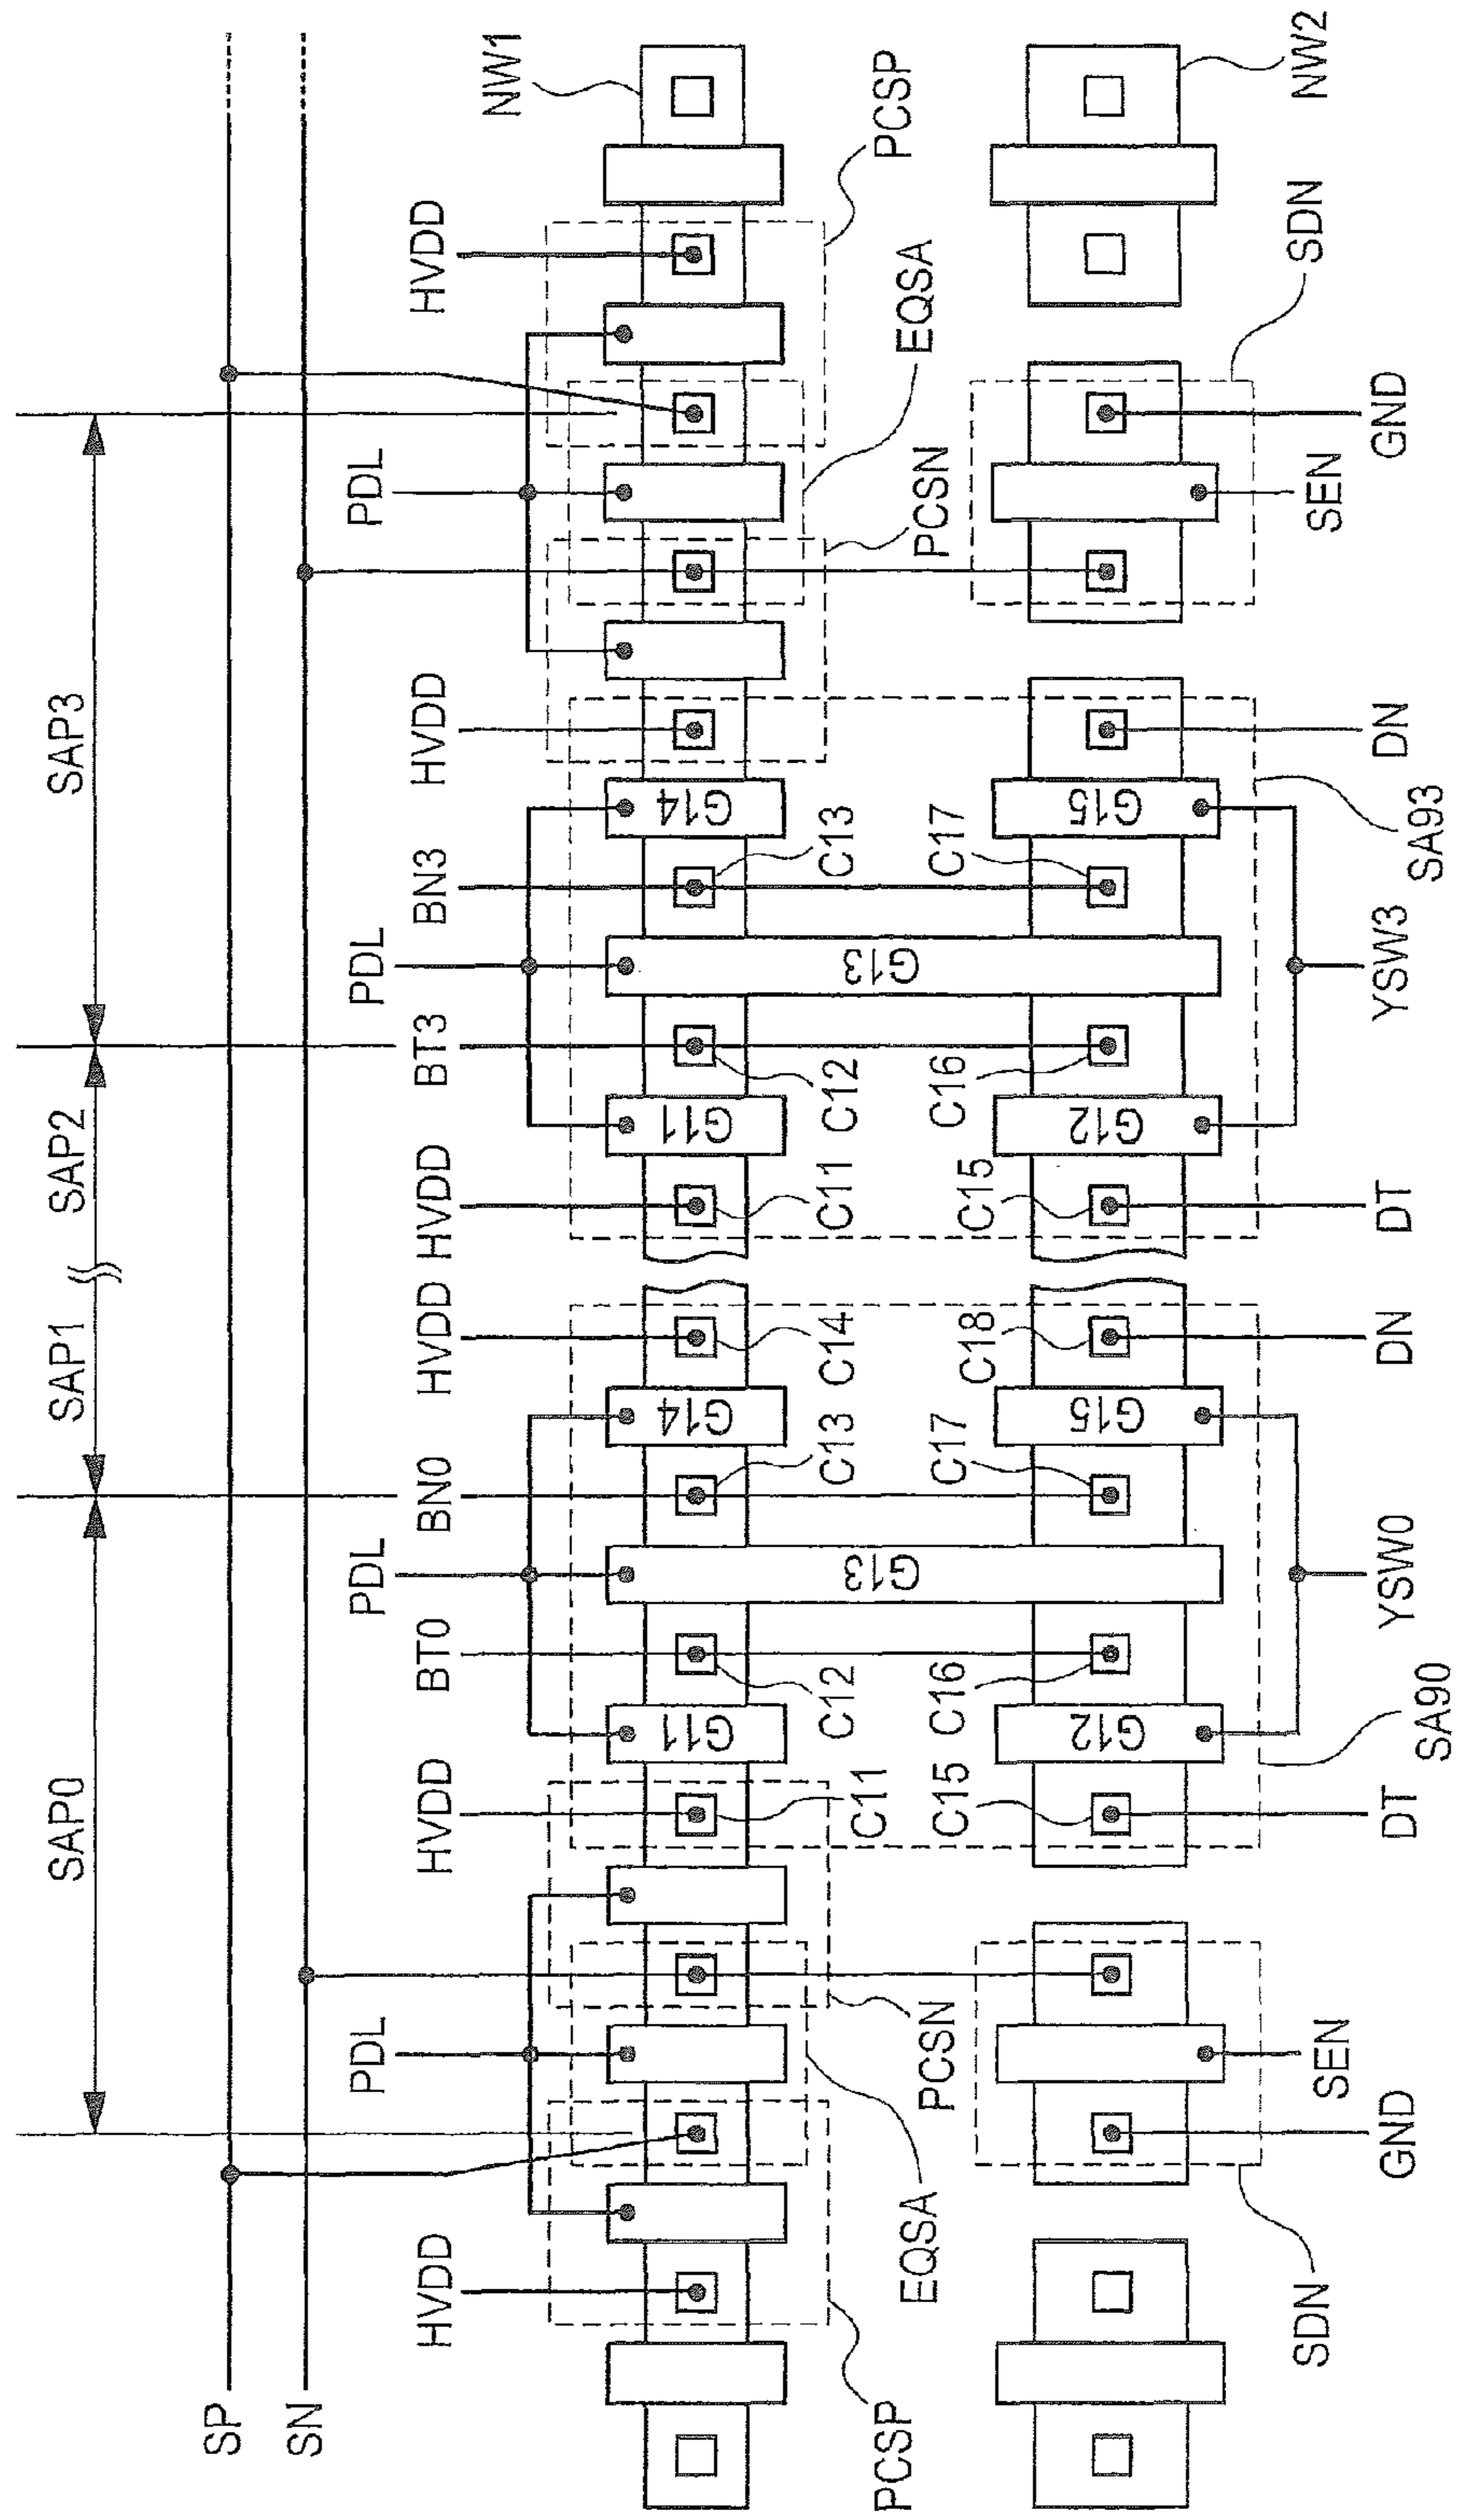 SAP0 SAP1 SAP2 SAP3
SP
SN
PDL PDL PDL PDL
HVDD HVDD BT0 BN0 HVDD HVDD BT3 BN3 HVDD HVDD
NW1
G11 G14 G11 G14
C11 C12 C13 C14 C11 C12 C13
PCSP G13 G13 PCSP
EQSA EQSA
PCSN PCSN
C15 C16 C17 C18 C15 C16 C17
G12 G15 G12 G15
SDN SDN NW2
SEN SEN
GND DT YSW0 DN DT YSW3 DN GND
SA90 SA93